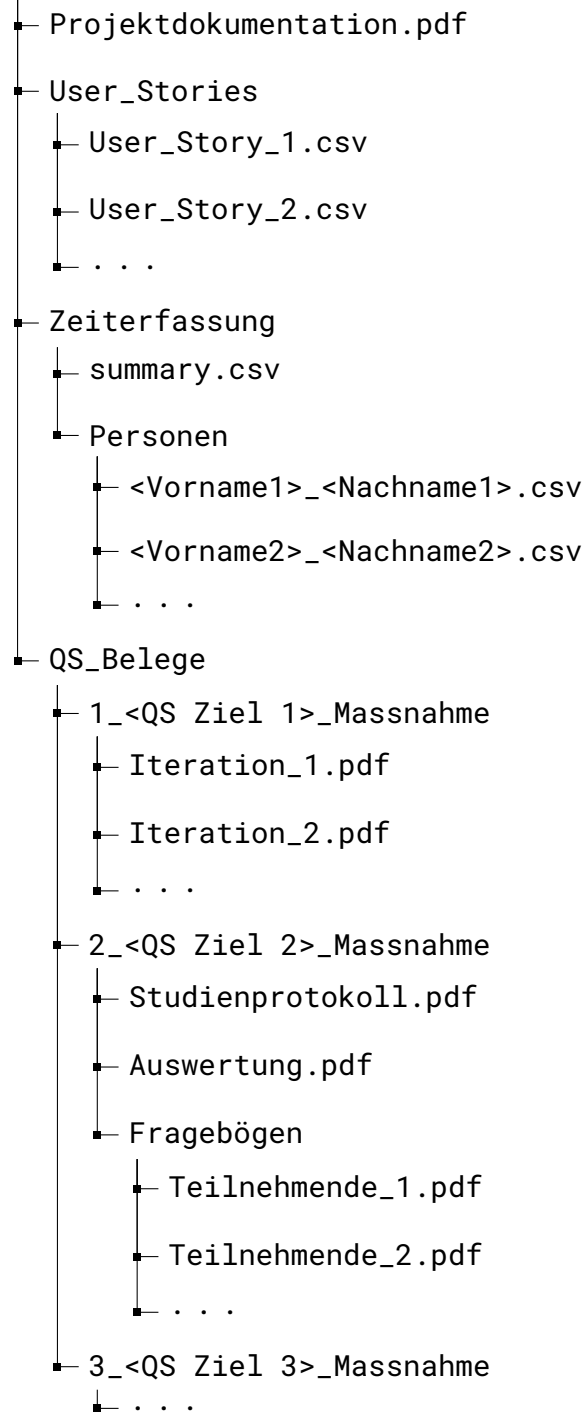 Projektdokumentation.pdf
User_Stories
User_Story_1.csv
User_Story_2.csv
...
Zeiterfassung
summary.csv
Personen
<Vorname1>_<Nachname1>.csv
<Vorname2>_<Nachname2>.csv
...
QS_Belege
1_<QS Ziel 1>_Massnahme
Iteration_1.pdf
Iteration_2.pdf
...
2_<QS Ziel 2>_Massnahme
Studienprotokoll.pdf
Auswertung.pdf
Fragebögen
Teilnehmende_1.pdf
Teilnehmende_2.pdf
...
3_<QS Ziel 3>_Massnahme
...